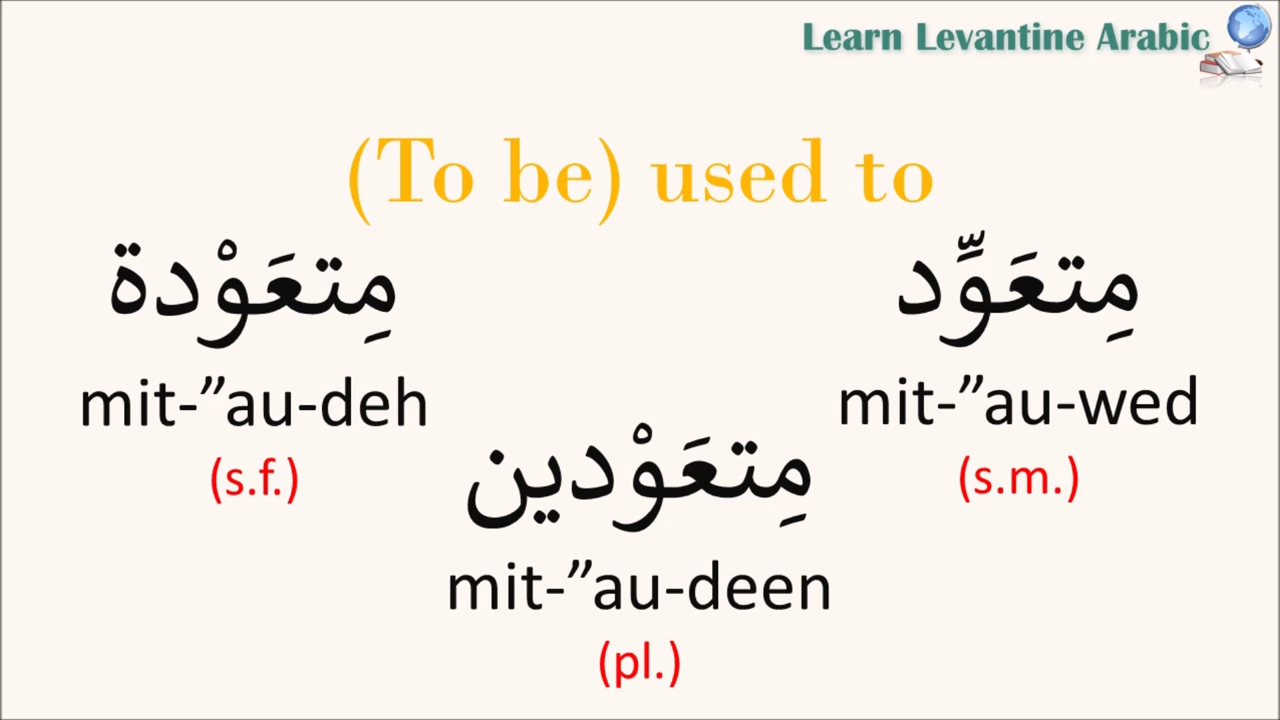 Learn Levantine Arabic
(To be) used to
مِتعَوِّد
mit-”au-wed
(s.m.)
مِتعَوْدة
mit-”au-deh
(s.f.)
مِتعَوْدين
mit-”au-deen
(pl.)